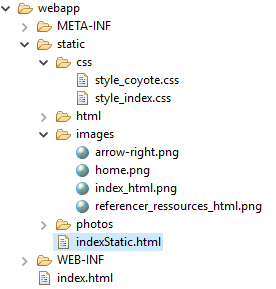 webapp
META-INF
static
css
style_coyote.css
style_index.css
html
images
arrow-right.png
home.png
index_html.png
referencer_ressources_html.png
photos
indexStatic.html
WEB-INF
index.html